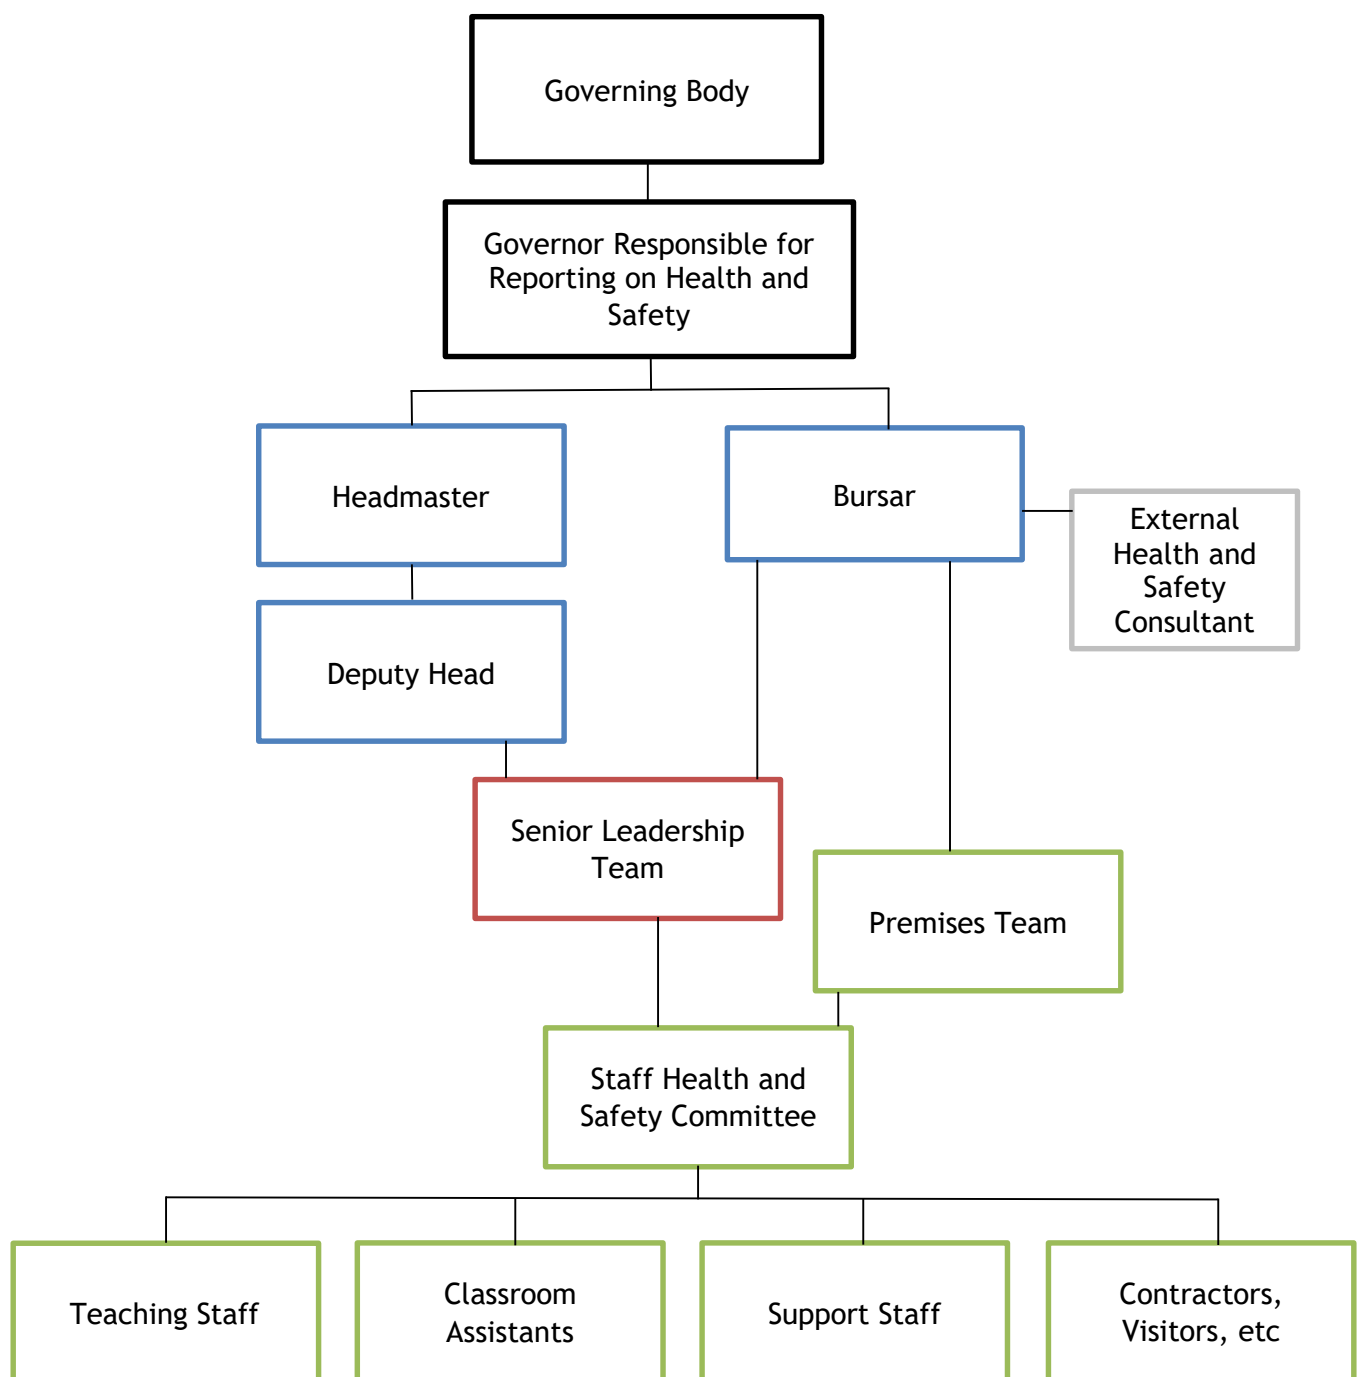 Governing Body
Governor Responsible for
Reporting on Health and
Safety
Headmaster
Bursar
External
Health and
Safety
Consultant
Deputy Head
Senior Leadership
Team
Premises Team
Staff Health and
Safety Committee
Teaching Staff
Classroom
Assistants
Support Staff
Contractors,
Visitors, etc